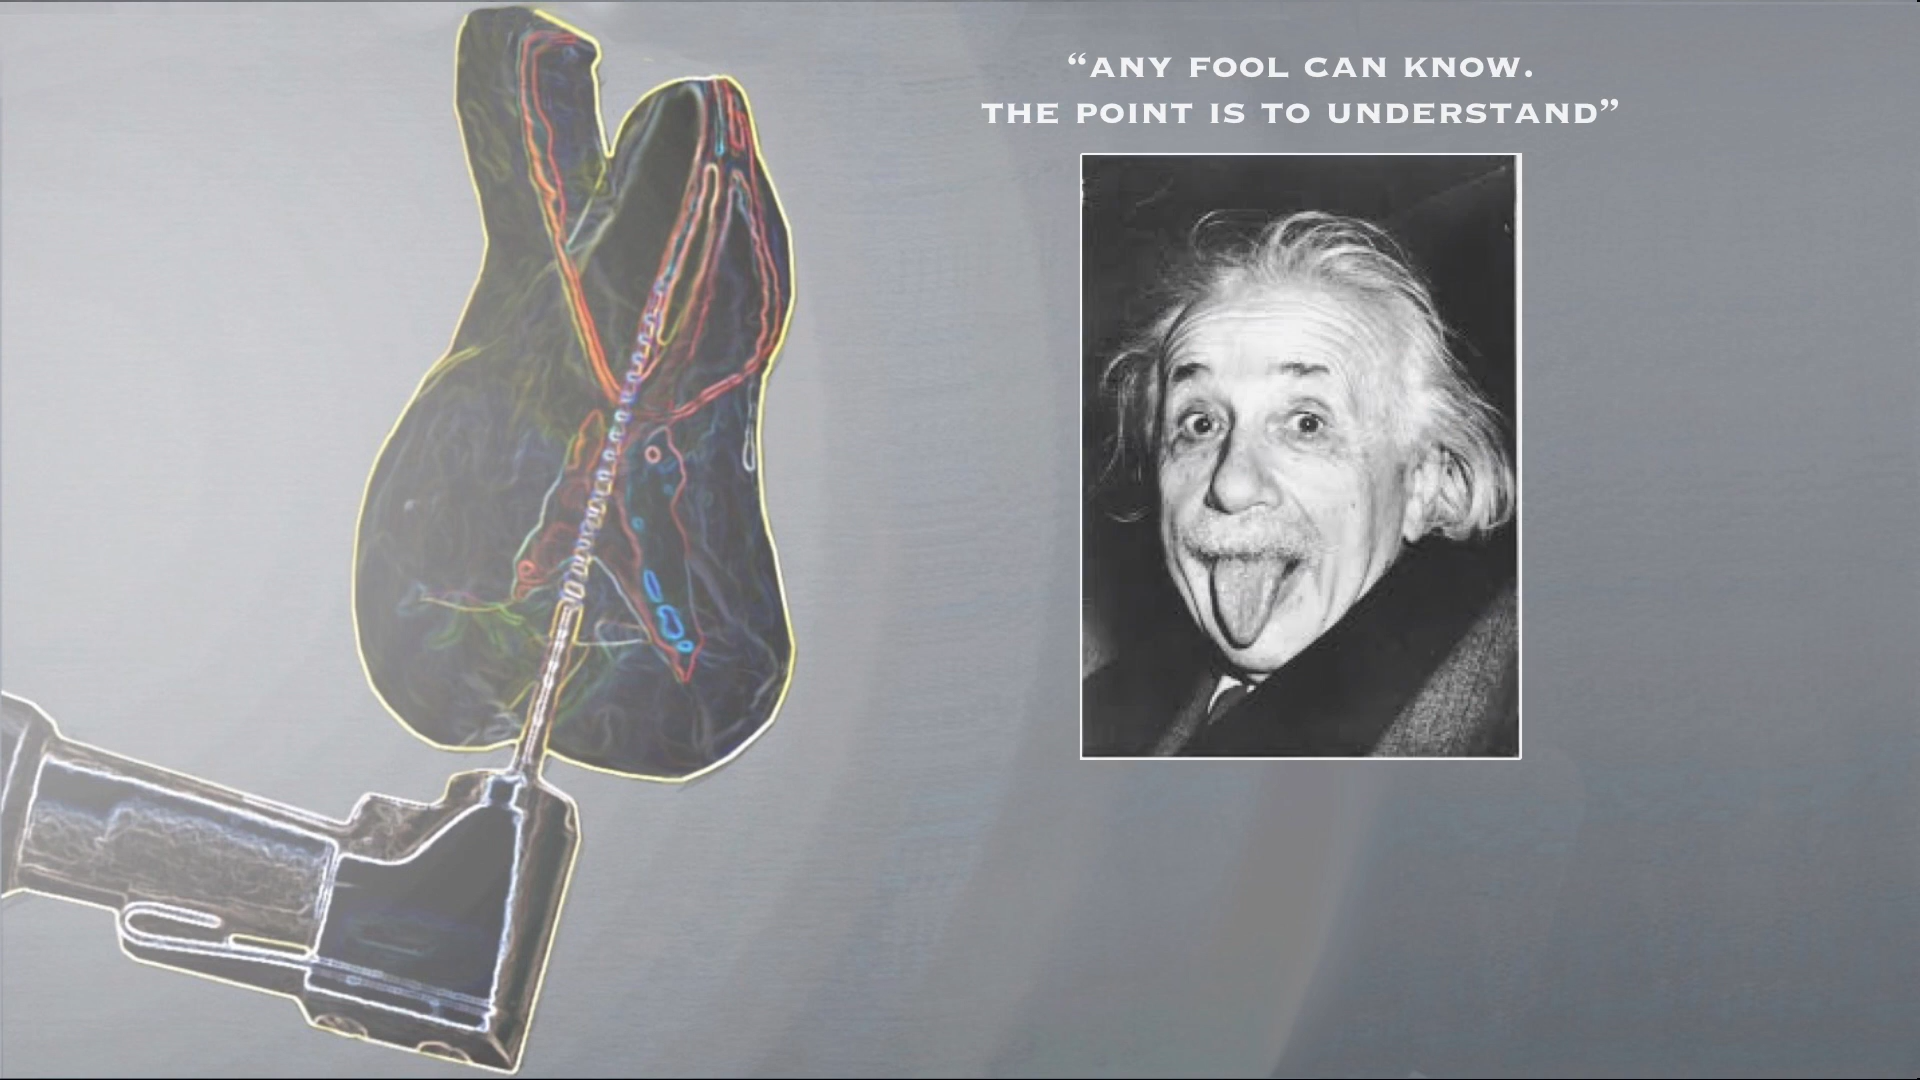 “ANY FOOL CAN KNOW.
THE POINT IS TO UNDERSTAND”